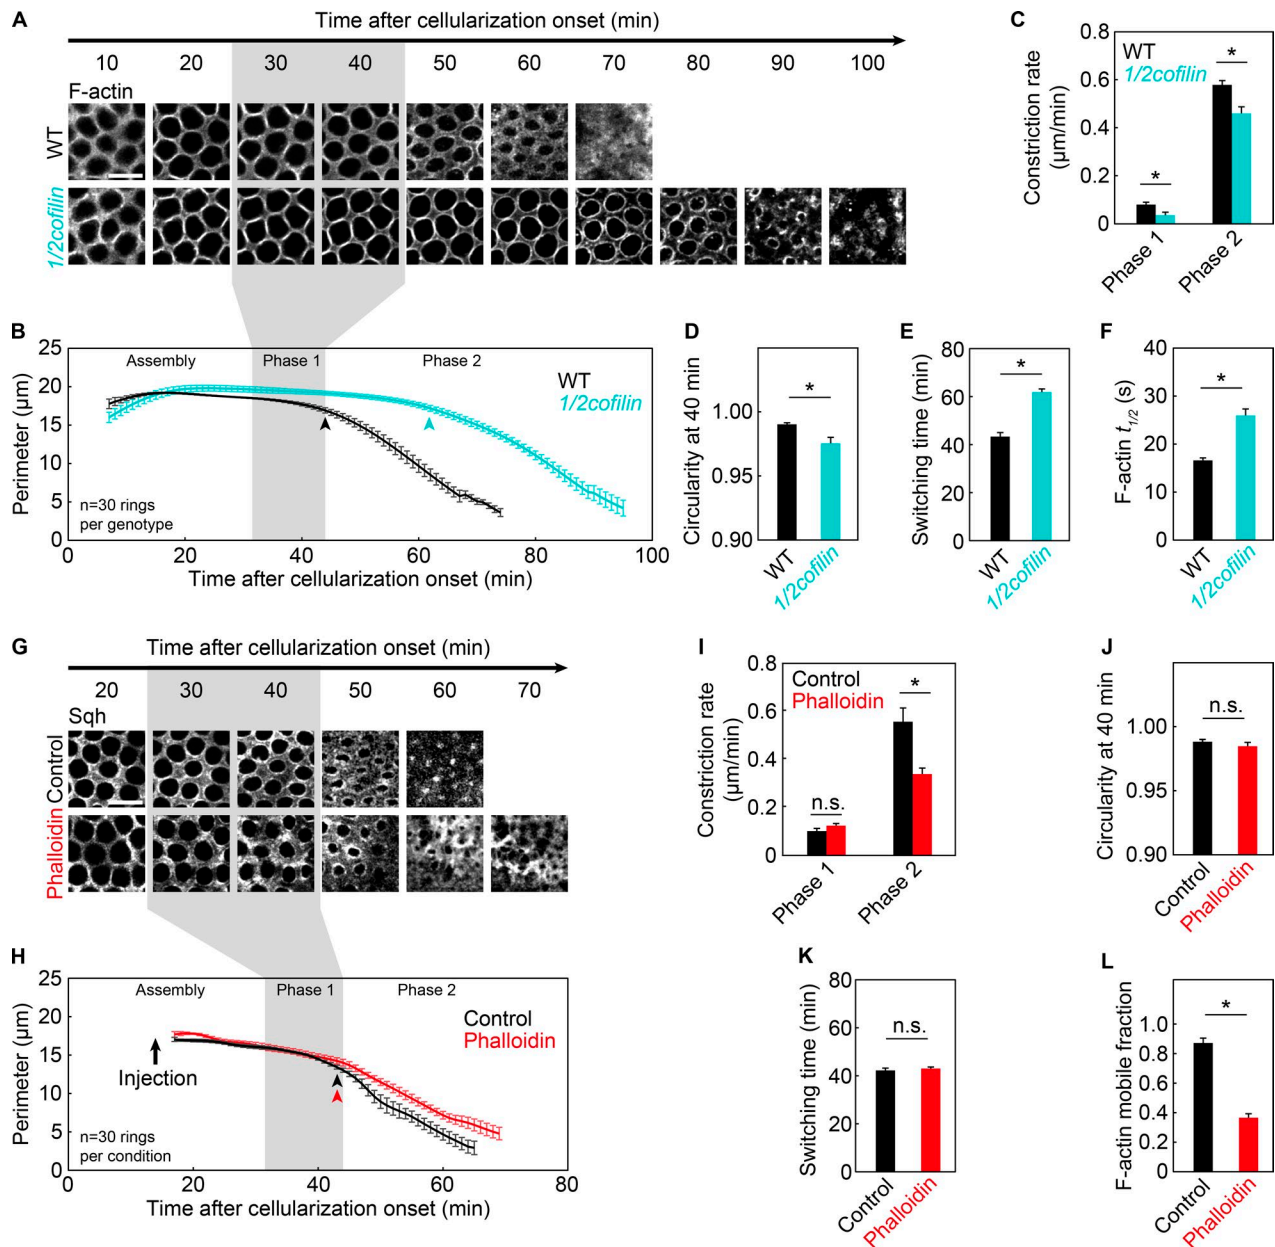 A
Time after cellularization onset (min)
10 20 30 40 50 60 70 80 90 100
F-actin
WT
1/2cofilin
B
Assembly Phase 1 Phase 2
WT
1/2cofilin
n=30 rings
per genotype
Perimeter (µm)
25
20
15
10
5
0
0 20 40 60 80 100
Time after cellularization onset (min)
C
WT
1/2cofilin
Constriction rate
(µm/min)
0.8
0.6
0.4
0.2
0
*
*
Phase 1
Phase 2
D
Circularity at 40 min
1.00
0.95
0.90
*
WT
1/2cofilin
E
Switching time (min)
80
60
40
20
0
*
WT
1/2cofilin
F
F-actin t1/2 (s)
40
30
20
10
0
*
WT
1/2cofilin
G
Time after cellularization onset (min)
20 30 40 50 60 70
Sqh
Control
Phalloidin
H
Assembly Phase 1 Phase 2
Control
Phalloidin
Injection
n=30 rings
per condition
Perimeter (µm)
25
20
15
10
5
0
0 20 40 60 80
Time after cellularization onset (min)
I
Control
Phalloidin
Constriction rate
(µm/min)
0.8
0.6
0.4
0.2
0
n.s.
*
Phase 1
Phase 2
J
Circularity at 40 min
1.00
0.95
0.90
n.s.
Control
Phalloidin
K
Switching time (min)
80
60
40
20
0
n.s.
Control
Phalloidin
L
F-actin mobile fraction
1.0
0.8
0.6
0.4
0.2
0
*
Control
Phalloidin